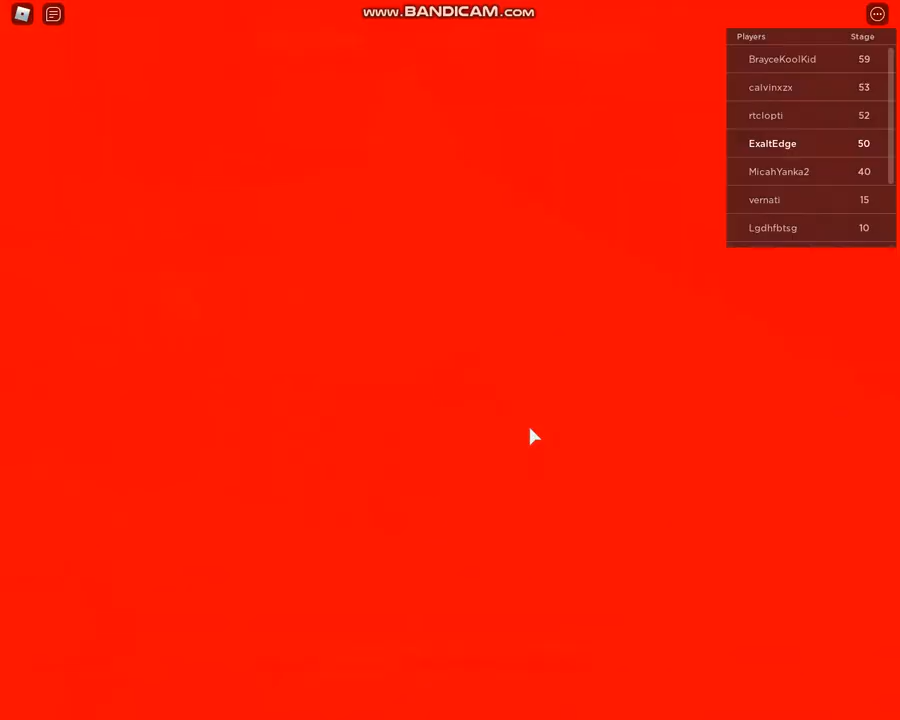 www.BANDICAM.com
Players Stage
BrayceKoolKid 59
calvinxzx 53
rtclopti 52
ExaltEdge 50
MicahYanka2 40
vernati 15
Lgdhfbtsg 10